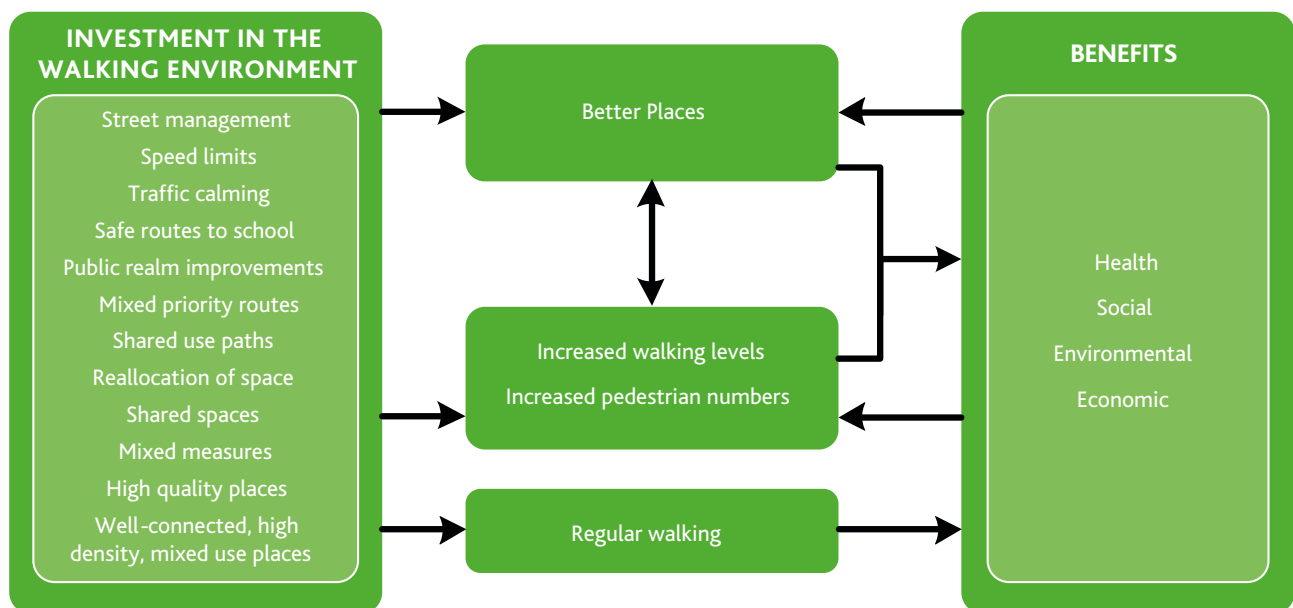 INVESTMENT IN THE
WALKING ENVIRONMENT
Street management
Speed limits
Traffic calming
Safe routes to school
Public realm improvements
Mixed priority routes
Shared use paths
Reallocation of space
Shared spaces
Mixed measures
High quality places
Well-connected, high
density, mixed use places
Better Places
Increased walking levels
Increased pedestrian numbers
Regular walking
BENEFITS
Health
Social
Environmental
Economic